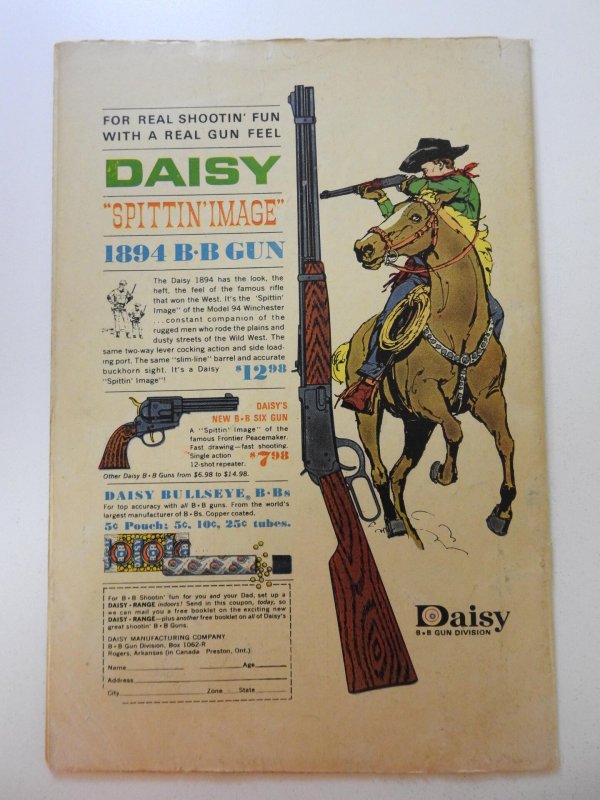 FOR REAL SHOOTIN' FUN
WITH A REAL GUN FEEL
DAISY
"SPITTIN' IMAGE"
1894 B•B GUN
The Daisy 1894 has the look, the
heft, the feel of the famous rifle
that won the West. It's the 'Spittin'
Image" of the Model 94 Winchester
...constant companion of the
rugged men who rode the plains and
dusty streets of the Wild West. The
same two-way lever cocking action and side load-
ing port. The same "slim-line" barrel and accurate
buckhorn sight. It's a Daisy
"Spittin' Image"!
$12.98
DAISY'S
NEW B•B SIX GUN
A "Spittin' Image" of the
famous Frontier Peacemaker.
Fast drawing—fast shooting.
Single action
12-shot repeater.
$7.98
Other Daisy B•B Guns from $6.98 to $14.98.
DAISY BULLSEYE® B•Bs
For top accuracy with all B•B guns. From the world's
largest manufacturer of B•Bs. Copper coated.
5¢ Pouch; 5¢, 10¢, 25¢ tubes.
For B•B Shootin' fun for you and your Dad, set up a
DAISY-RANGE indoors! Send in this coupon, today, so
we can mail you a free booklet on the exciting new
DAISY-RANGE—plus another free booklet on all of Daisy's
great shootin' B•B Guns.
DAISY MANUFACTURING COMPANY
B•B Gun Division, Box 1062-R
Rogers, Arkansas (in Canada Preston, Ont.)
Name Age
Address
City Zone State
Daisy
B•B GUN DIVISION